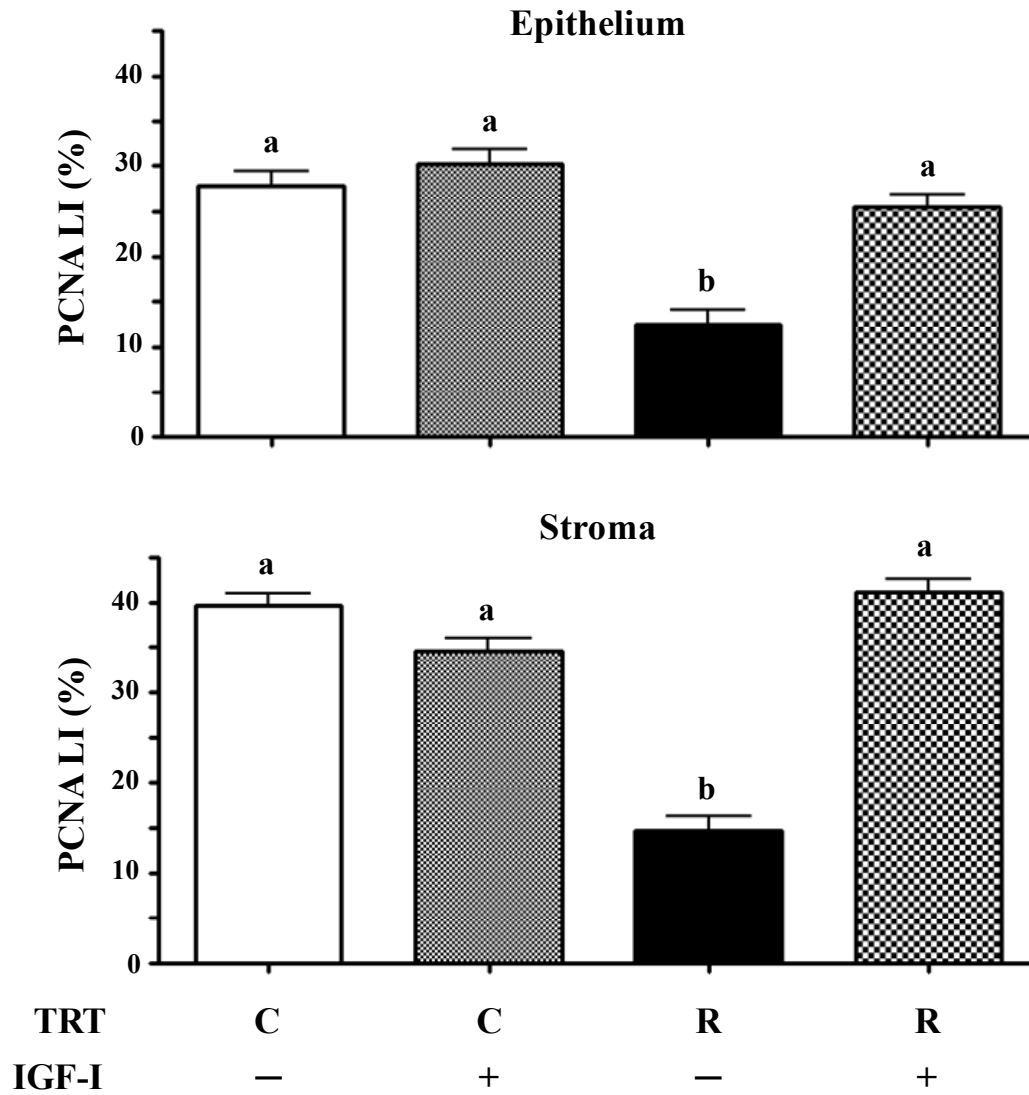 Epithelium
PCNA LI (%)
40
30
20
10
0
a
a
b
a
Stroma
PCNA LI (%)
40
30
20
10
0
a
a
b
a
TRT C C R R
IGF-I – + – +